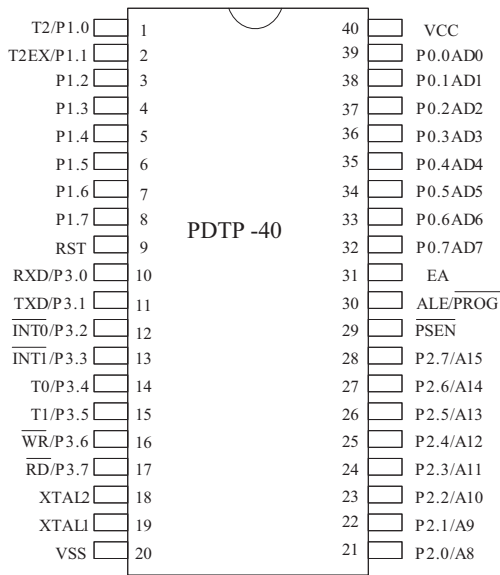 T2/P1.0 1 40 VCC
T2EX/P1.1 2 39 P0.0AD0
P1.2 3 38 P0.1AD1
P1.3 4 37 P0.2AD2
P1.4 5 36 P0.3AD3
P1.5 6 35 P0.4AD4
P1.6 7 34 P0.5AD5
P1.7 8 33 P0.6AD6
PDTP -40
RST 9 32 P0.7AD7
RXD/P3.0 10 31 EA
TXD/P3.1 11 30 ALE/P̅R̅O̅G̅
I̅N̅T̅0̅/P3.2 12 29 P̅S̅E̅N̅
I̅N̅T̅1̅/P3.3 13 28 P2.7/A15
T0/P3.4 14 27 P2.6/A14
T1/P3.5 15 26 P2.5/A13
W̅R̅/P3.6 16 25 P2.4/A12
R̅D̅/P3.7 17 24 P2.3/A11
XTAL2 18 23 P2.2/A10
XTAL1 19 22 P2.1/A9
VSS 20 21 P2.0/A8